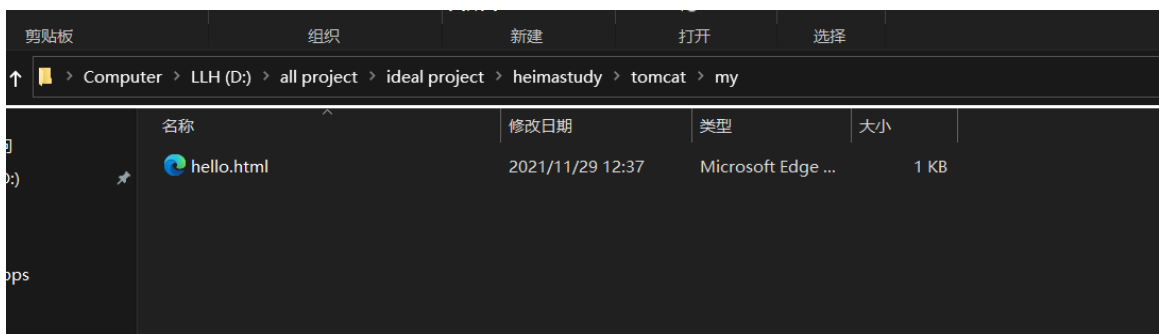 剪贴板 组织 新建 打开 选择
Computer > LLH (D:) > all project > ideal project > heimastudy > tomcat > my
名称 修改日期 类型 大小
hello.html 2021/11/29 12:37 Microsoft Edge ... 1 KB